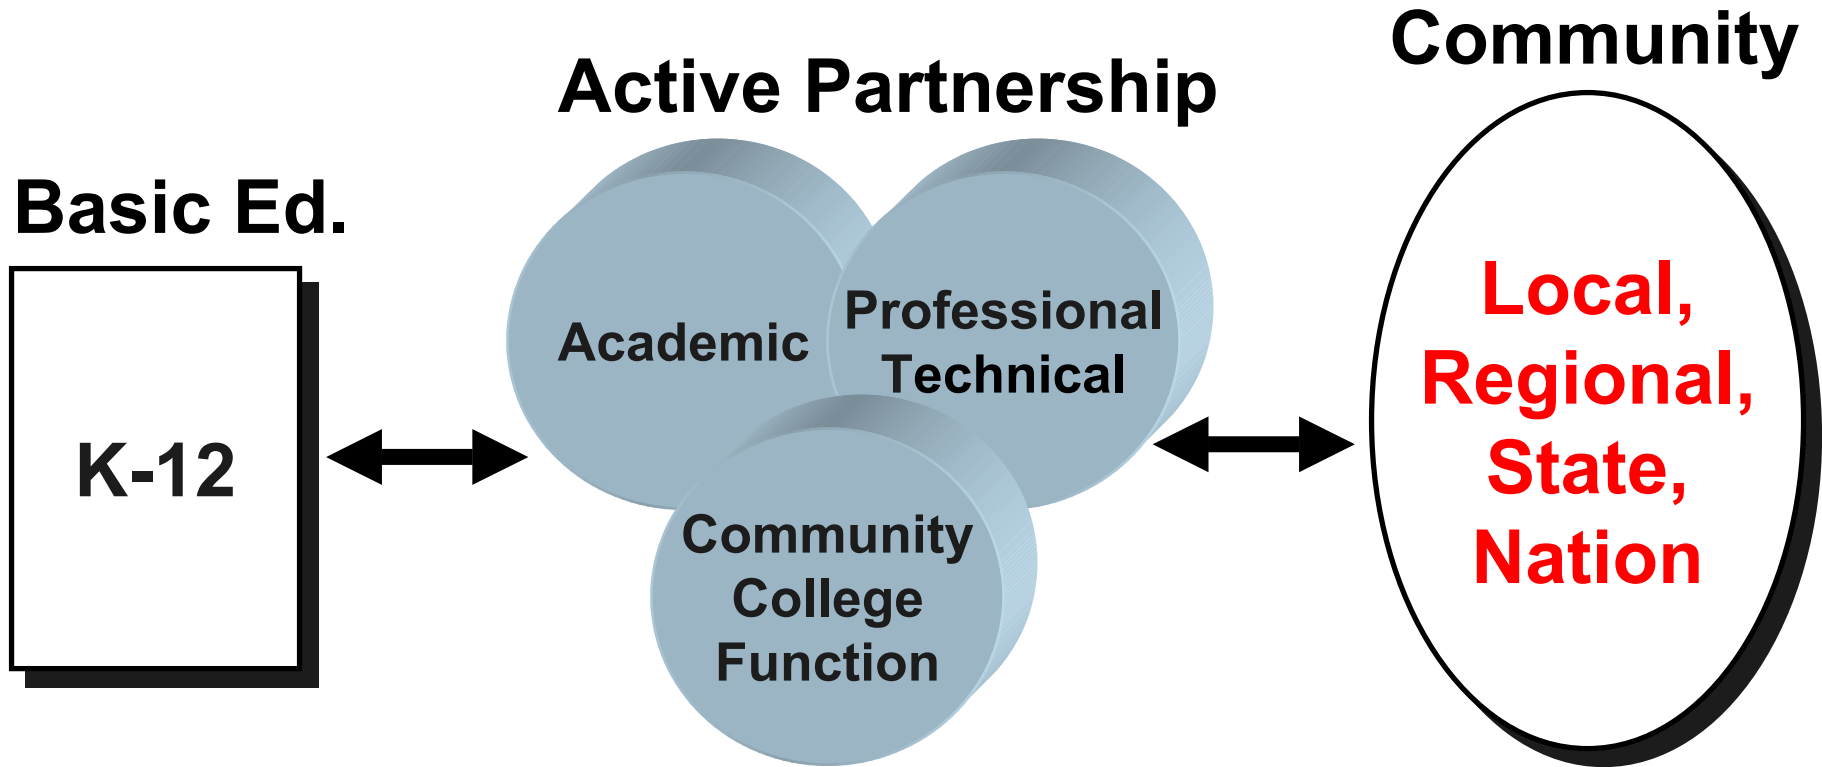 Basic Ed.
K-12
Active Partnership
Academic
Professional
Technical
Community
College
Function
Community
Local,
Regional,
State,
Nation